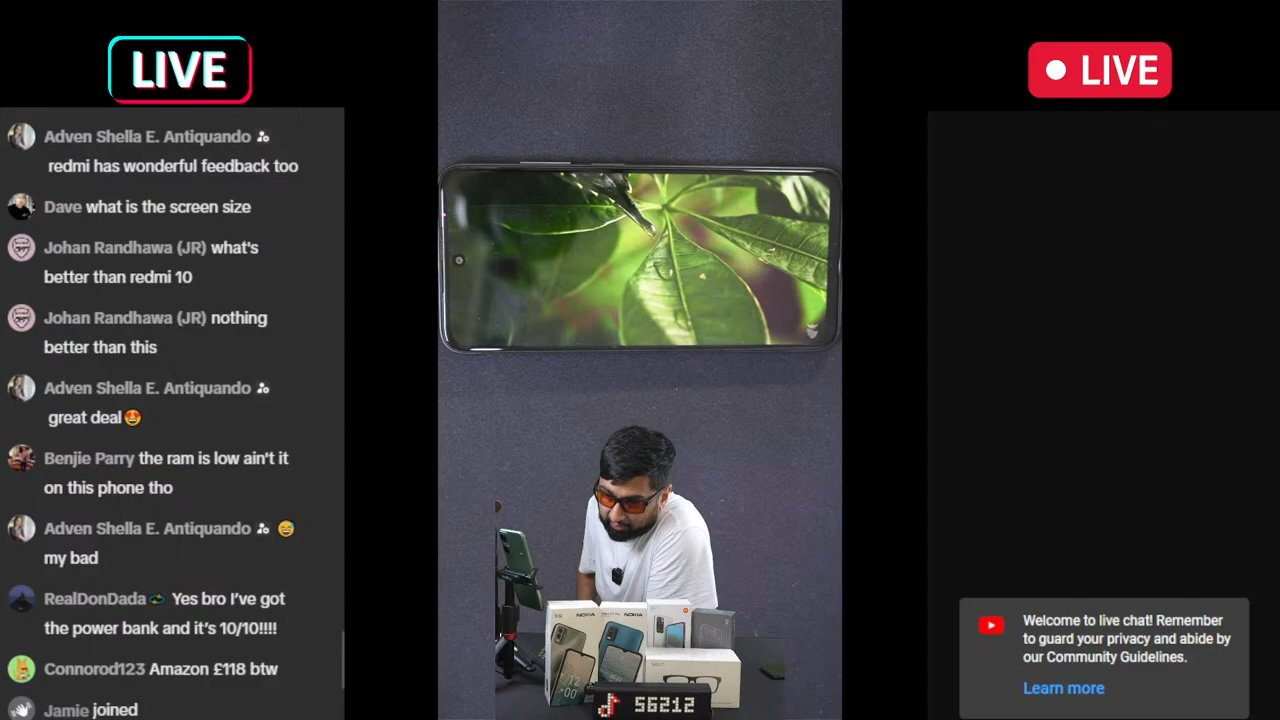 LIVE
Adven Shella E. Antiquando
redmi has wonderful feedback too
Dave what is the screen size
Johan Randhawa (JR) what's
better than redmi 10
Johan Randhawa (JR) nothing
better than this
Adven Shella E. Antiquando
great deal😍
Benjie Parry the ram is low ain't it
on this phone tho
Adven Shella E. Antiquando 😅
my bad
RealDonDada Yes bro I've got
the power bank and it's 10/10!!!!
Connorod123 Amazon £118 btw
Jamie joined
NOKIA
NOKIA
56212
LIVE
Welcome to live chat! Remember
to guard your privacy and abide by
our Community Guidelines.
Learn more